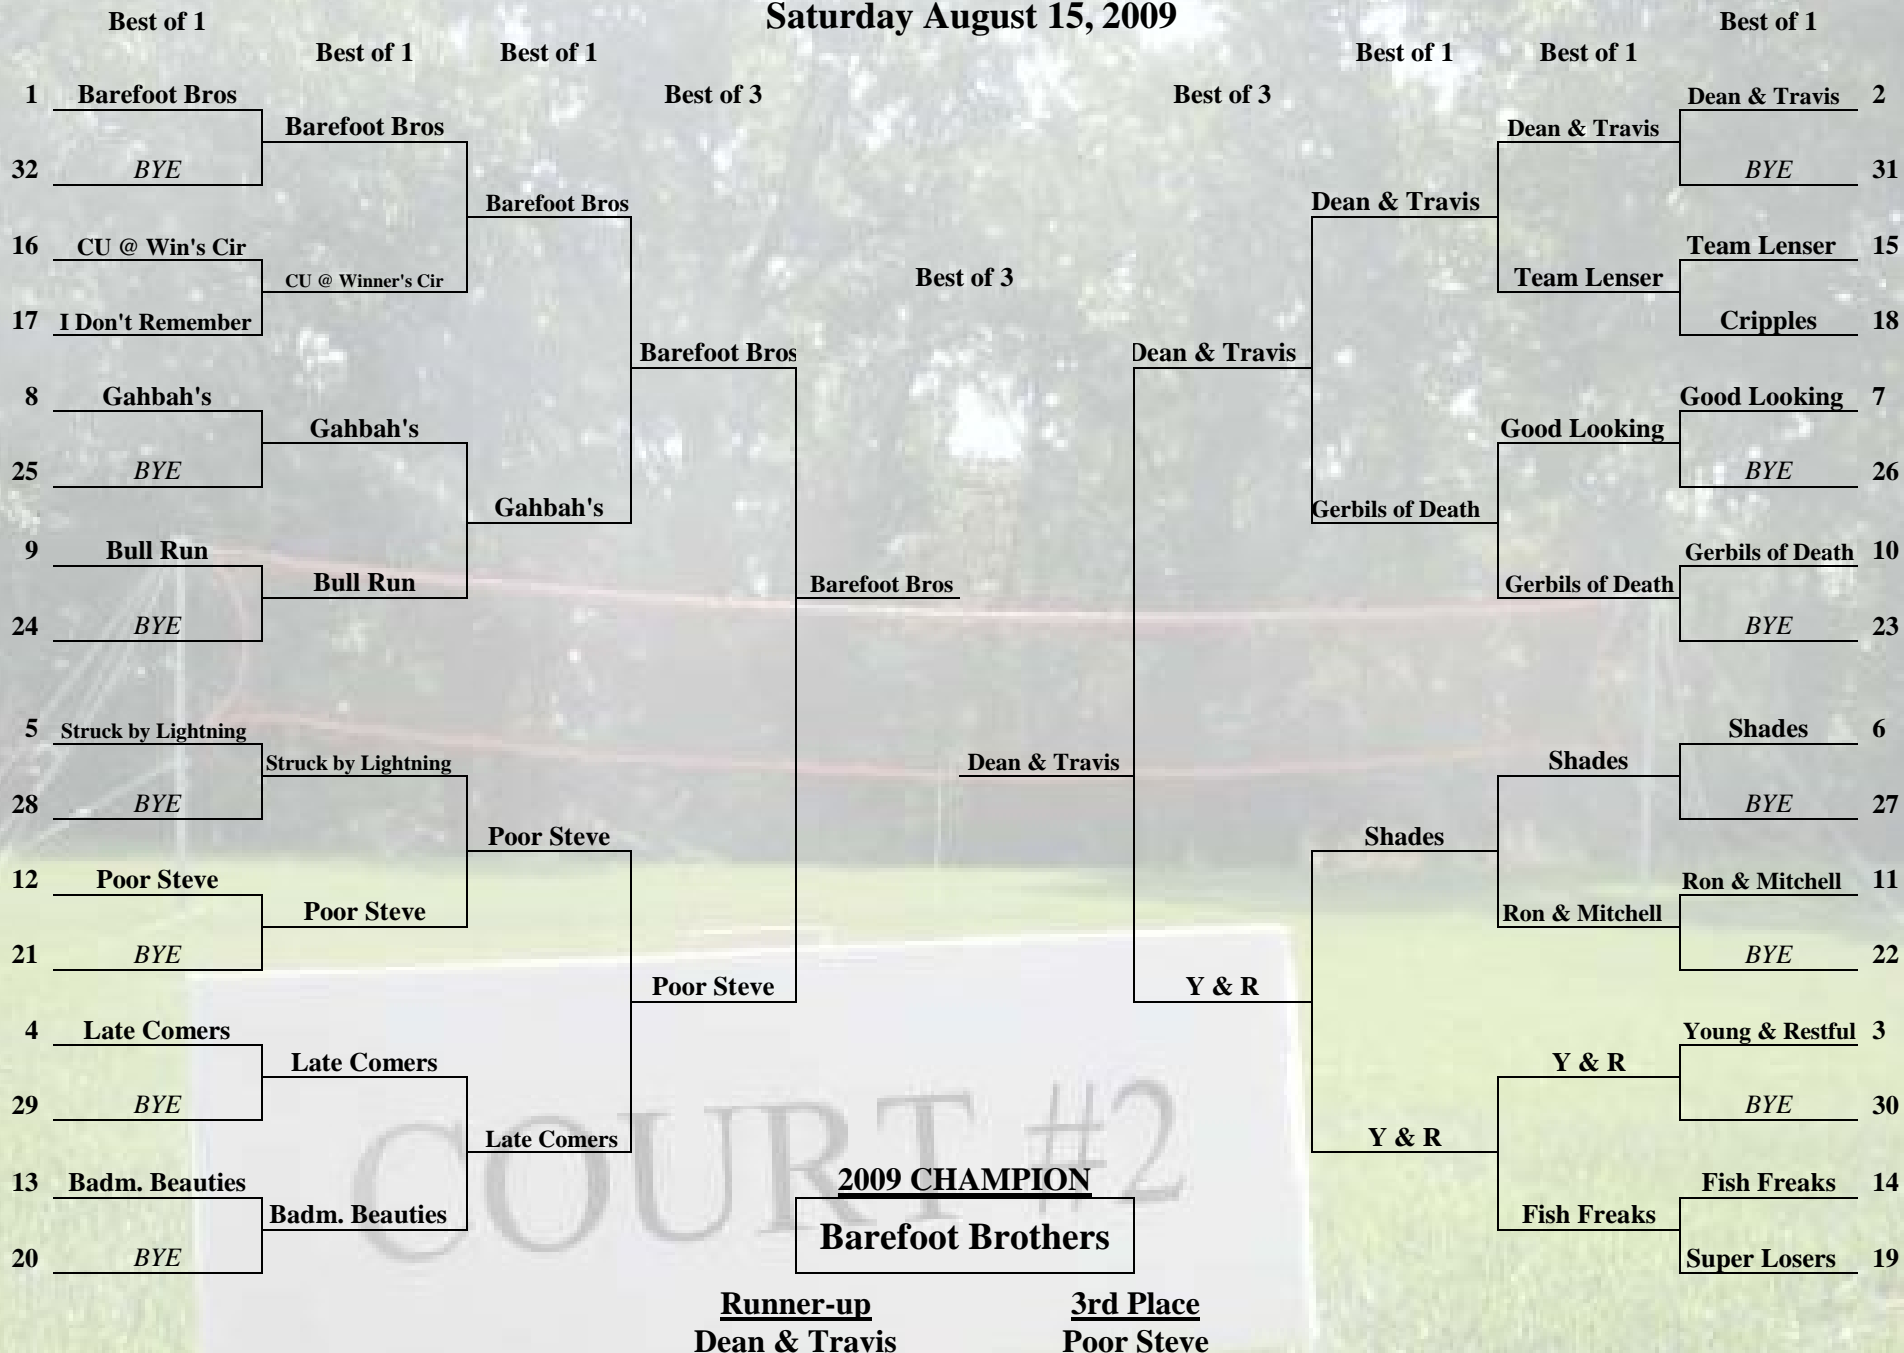 Saturday August 15, 2009
Best of 1
Best of 1
Best of 1
Best of 3
Best of 3
Best of 3
Best of 1
Best of 1
Best of 1
1 Barefoot Bros
32 BYE
16 CU @ Win's Cir
17 I Don't Remember
8 Gahbah's
25 BYE
9 Bull Run
24 BYE
5 Struck by Lightning
28 BYE
12 Poor Steve
21 BYE
4 Late Comers
29 BYE
13 Badm. Beauties
20 BYE
Barefoot Bros
CU @ Winner's Cir
Gahbah's
Bull Run
Struck by Lightning
Poor Steve
Late Comers
Badm. Beauties
Barefoot Bros
Gahbah's
Poor Steve
Late Comers
Barefoot Bros
Poor Steve
Barefoot Bros
Dean & Travis
Dean & Travis
Y & R
Dean & Travis
Gerbils of Death
Shades
Y & R
Dean & Travis
Team Lenser
Good Looking
Gerbils of Death
Shades
Ron & Mitchell
Y & R
Fish Freaks
Dean & Travis 2
BYE 31
Team Lenser 15
Cripples 18
Good Looking 7
BYE 26
Gerbils of Death 10
BYE 23
Shades 6
BYE 27
Ron & Mitchell 11
BYE 22
Young & Restful 3
BYE 30
Fish Freaks 14
Super Losers 19
COURT #2
2009 CHAMPION
Barefoot Brothers
Runner-up
Dean & Travis
3rd Place
Poor Steve